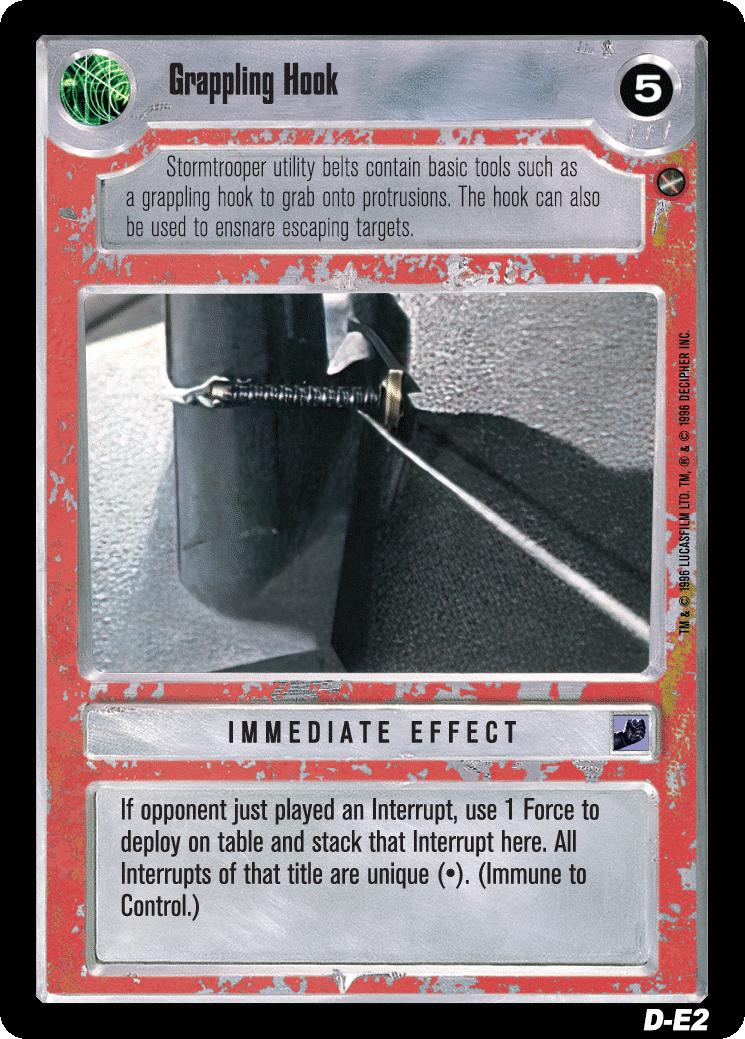 Grappling Hook
5
Stormtrooper utility belts contain basic tools such as
a grappling hook to grab onto protrusions. The hook can also
be used to ensnare escaping targets.
TM & © 1996 LUCASFILM LTD. TM, ® & © 1996 DECIPHER INC.
IMMEDIATE EFFECT
If opponent just played an Interrupt, use 1 Force to
deploy on table and stack that Interrupt here. All
Interrupts of that title are unique (•). (Immune to
Control.)
D-E2